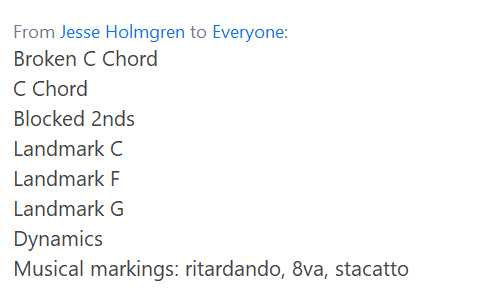 From Jesse Holmgren to Everyone:
Broken C Chord
C Chord
Blocked 2nds
Landmark C
Landmark F
Landmark G
Dynamics
Musical markings: ritardando, 8va, stacatto